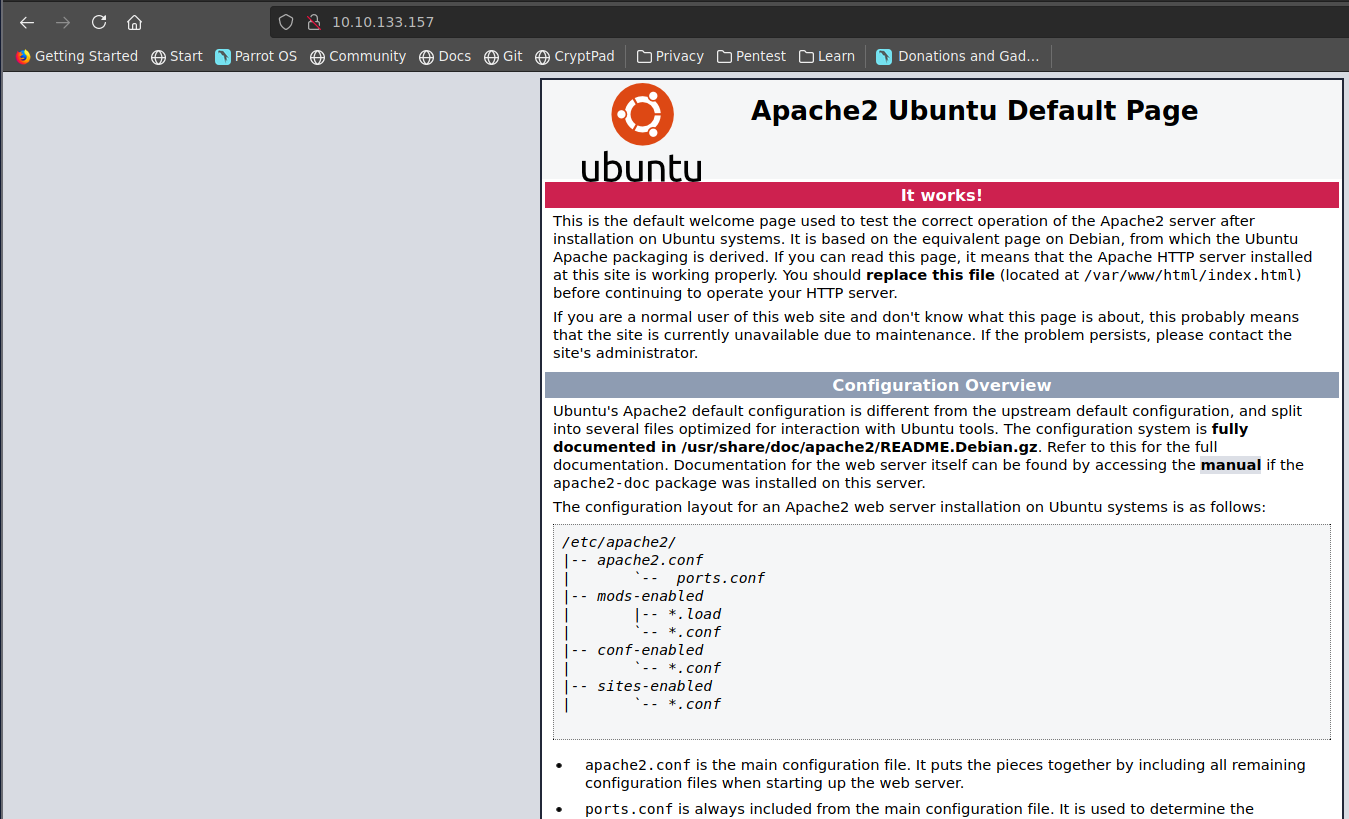 10.10.133.157
Getting Started Start Parrot OS Community Docs Git CryptPad Privacy Pentest Learn Donations and Gad...
ubuntu
Apache2 Ubuntu Default Page
It works!
This is the default welcome page used to test the correct operation of the Apache2 server after
installation on Ubuntu systems. It is based on the equivalent page on Debian, from which the Ubuntu
Apache packaging is derived. If you can read this page, it means that the Apache HTTP server installed
at this site is working properly. You should replace this file (located at /var/www/html/index.html)
before continuing to operate your HTTP server.
If you are a normal user of this web site and don't know what this page is about, this probably means
that the site is currently unavailable due to maintenance. If the problem persists, please contact the
site's administrator.
Configuration Overview
Ubuntu's Apache2 default configuration is different from the upstream default configuration, and split
into several files optimized for interaction with Ubuntu tools. The configuration system is fully
documented in /usr/share/doc/apache2/README.Debian.gz. Refer to this for the full
documentation. Documentation for the web server itself can be found by accessing the manual if the
apache2-doc package was installed on this server.
The configuration layout for an Apache2 web server installation on Ubuntu systems is as follows:
/etc/apache2/
|-- apache2.conf
|       `--  ports.conf
|-- mods-enabled
|       |-- *.load
|       `-- *.conf
|-- conf-enabled
|       `-- *.conf
|-- sites-enabled
|       `-- *.conf
• apache2.conf is the main configuration file. It puts the pieces together by including all remaining
configuration files when starting up the web server.
• ports.conf is always included from the main configuration file. It is used to determine the